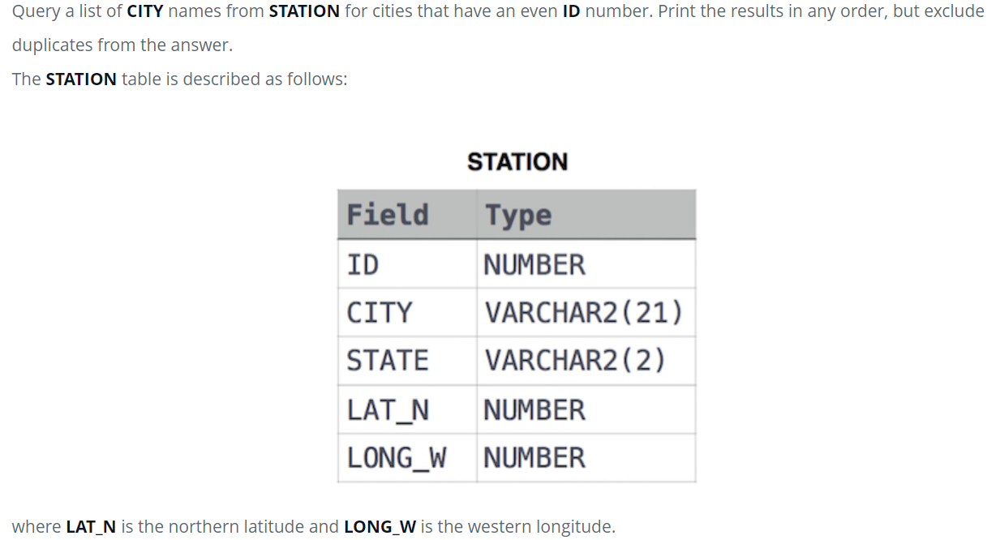 Query a list of CITY names from STATION for cities that have an even ID number. Print the results in any order, but exclude
duplicates from the answer.
The STATION table is described as follows:
STATION
Field Type
ID NUMBER
CITY VARCHAR2(21)
STATE VARCHAR2(2)
LAT_N NUMBER
LONG_W NUMBER
where LAT_N is the northern latitude and LONG_W is the western longitude.